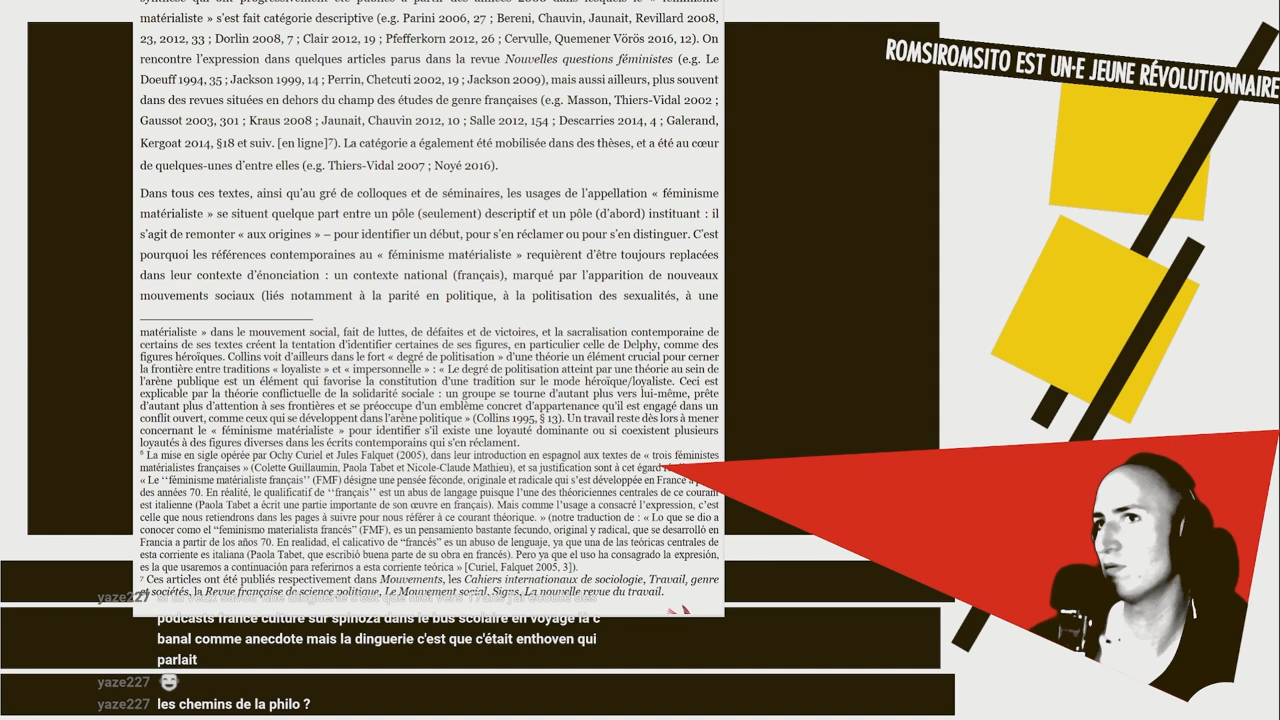 synthèse qui ont progressivement été publiés à partir des années 2000 dans lesquels le « féminisme
matérialiste » s'est fait catégorie descriptive (e.g. Parini 2006, 27 ; Bereni, Chauvin, Jaunait, Revillard 2008,
23, 2012, 33 ; Dorlin 2008, 7 ; Clair 2012, 19 ; Pfefferkorn 2012, 26 ; Cervulle, Quemener Vörös 2016, 12). On
rencontre l'expression dans quelques articles parus dans la revue Nouvelles questions féministes (e.g. Le
Doeuff 1994, 35 ; Jackson 1999, 14 ; Perrin, Chetcuti 2002, 19 ; Jackson 2009), mais aussi ailleurs, plus souvent
dans des revues situées en dehors du champ des études de genre françaises (e.g. Masson, Thiers-Vidal 2002 ;
Gaussot 2003, 301 ; Kraus 2008 ; Jaunait, Chauvin 2012, 10 ; Salle 2012, 154 ; Descarries 2014, 4 ; Galerand,
Kergoat 2014, §18 et suiv. [en ligne]⁷). La catégorie a également été mobilisée dans des thèses, et a été au cœur
de quelques-unes d'entre elles (e.g. Thiers-Vidal 2007 ; Noyé 2016).
Dans tous ces textes, ainsi qu'au gré de colloques et de séminaires, les usages de l'appellation « féminisme
matérialiste » se situent quelque part entre un pôle (seulement) descriptif et un pôle (d'abord) instituant : il
s'agit de remonter « aux origines » – pour identifier un début, pour s'en réclamer ou pour s'en distinguer. C'est
pourquoi les références contemporaines au « féminisme matérialiste » requièrent d'être toujours replacées
dans leur contexte d'énonciation : un contexte national (français), marqué par l'apparition de nouveaux
mouvements sociaux (liés notamment à la parité en politique, à la politisation des sexualités, à une
matérialiste » dans le mouvement social, fait de luttes, de défaites et de victoires, et la sacralisation contemporaine de
certains de ses textes créent la tentation d'identifier certaines de ses figures, en particulier celle de Delphy, comme des
figures héroïques. Collins voit d'ailleurs dans le fort « degré de politisation » d'une théorie un élément crucial pour cerner
la frontière entre traditions « loyaliste » et « impersonnelle » : « Le degré de politisation atteint par une théorie au sein de
l'arène publique est un élément qui favorise la constitution d'une tradition sur le mode héroïque/loyaliste. Ceci est
explicable par la théorie conflictuelle de la solidarité sociale : un groupe se tourne d'autant plus vers lui-même, prête
d'autant plus d'attention à ses frontières et se préoccupe d'un emblème concret d'appartenance qu'il est engagé dans un
conflit ouvert, comme ceux qui se développent dans l'arène politique » (Collins 1995, § 13). Un travail reste dès lors à mener
concernant le « féminisme matérialiste » pour identifier s'il existe une loyauté dominante ou si coexistent plusieurs
loyautés à des figures diverses dans les écrits contemporains qui s'en réclament.
⁶ La mise en sigle opérée par Ochy Curiel et Jules Falquet (2005), dans leur introduction en espagnol aux textes de « trois féministes
matérialistes françaises » (Colette Guillaumin, Paola Tabet et Nicole-Claude Mathieu), et sa justification sont à cet égard
« Le ''féminisme matérialiste français'' (FMF) désigne une pensée féconde, originale et radicale qui s'est développée en France
des années 70. En réalité, le qualificatif de ''français'' est un abus de langage puisque l'une des théoriciennes centrales de ce courant
est italienne (Paola Tabet a écrit une partie importante de son œuvre en français). Mais comme l'usage a consacré l'expression, c'est
celle que nous retiendrons dans les pages à suivre pour nous référer à ce courant théorique. » (notre traduction de : « Lo que se dio a
conocer como el "feminismo materialista francés" (FMF), es un pensamiento bastante fecundo, original y radical, que se desarrolló en
Francia a partir de los años 70. En realidad, el calicativo de "francés" es un abuso de lenguaje, ya que una de las teóricas centrales de
esta corriente es italiana (Paola Tabet, que escribió buena parte de su obra en francés). Pero ya que el uso ha consagrado la expresión,
es la que usaremos a continuación para referirnos a esta corriente teórica » [Curiel, Falquet 2005, 3]).
⁷ Ces articles ont été publiés respectivement dans Mouvements, les Cahiers internationaux de sociologie, Travail, genre
et sociétés, la Revue française de science politique, Le Mouvement social, Signs, La nouvelle revue du travail.
ROMSIROMSITO EST UN·E JEUNE RÉVOLUTIONNAIRE
yaze227
podcasts france culture sur spinoza dans le bus scolaire en voyage là c
banal comme anecdote mais la dinguerie c'est que c'était enthoven qui
parlait
yaze227
yaze227 les chemins de la philo ?